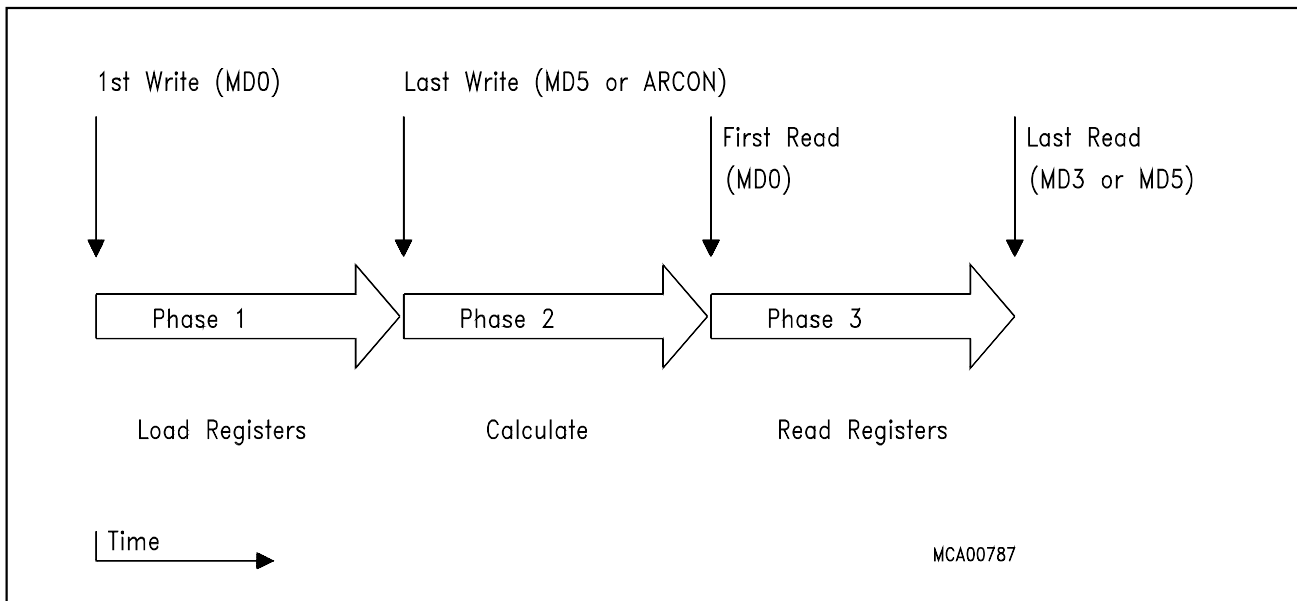 1st Write (MD0)
Last Write (MD5 or ARCON)
First Read
(MD0)
Last Read
(MD3 or MD5)
Phase 1
Phase 2
Phase 3
Load Registers
Calculate
Read Registers
Time
MCA00787